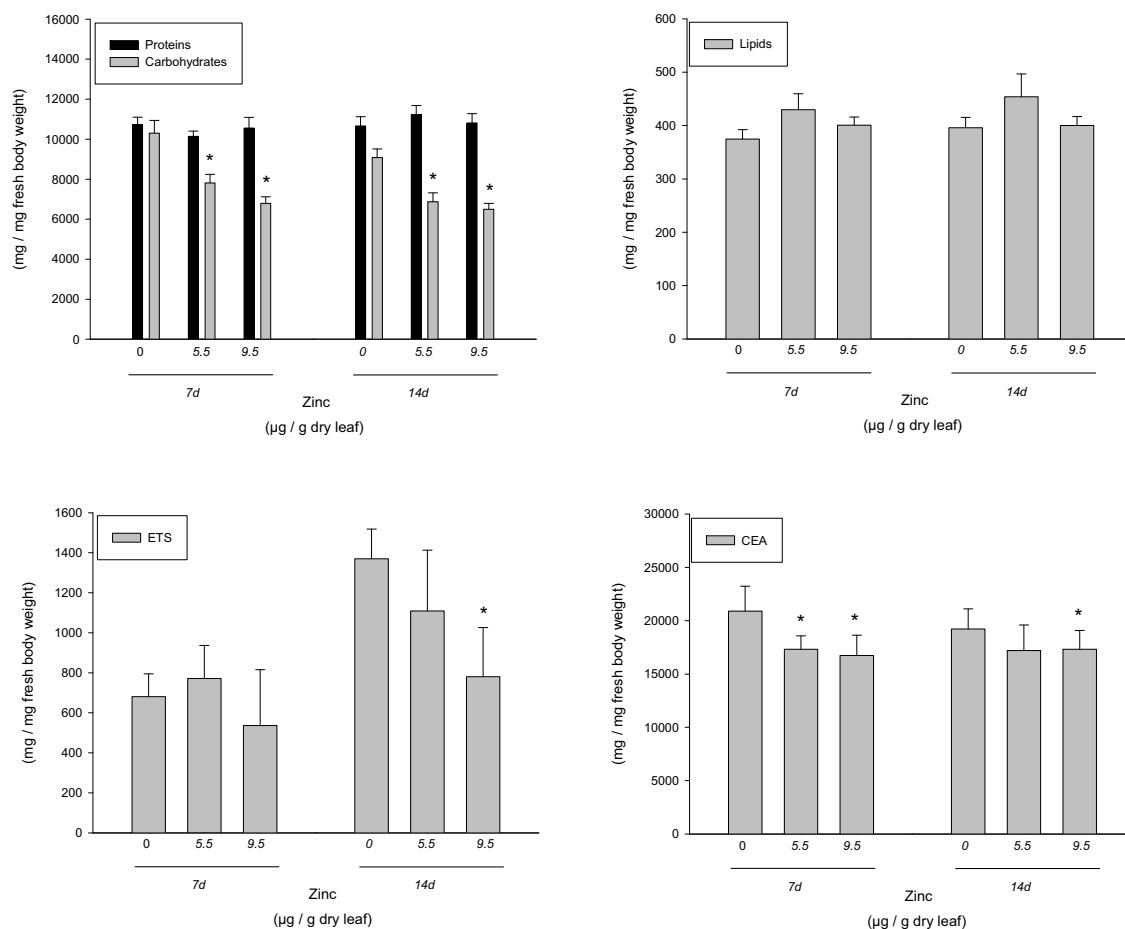 16000
14000
12000
10000
8000
6000
4000
2000
0
(mg / mg fresh body weight)
Proteins
Carbohydrates
*
*
*
*
0 5.5 9.5 0 5.5 9.5
7d 14d
Zinc
(µg / g dry leaf)
600
500
400
300
400
300
0
(mg / mg fresh body weight)
Lipids
0 5.5 9.5 0 5.5 9.5
7d 14d
Zinc
(µg / g dry leaf)
1600
1400
1200
1000
800
600
400
200
0
(mg / mg fresh body weight)
ETS
*
0 5.5 9.5 0 5.5 9.5
7d 14d
Zinc
(µg / g dry leaf)
30000
25000
20000
15000
10000
5000
0
(mg / mg fresh body weight)
CEA
* * *
0 5.5 9.5 0 5.5 9.5
7d 14d
Zinc
(µg / g dry leaf)